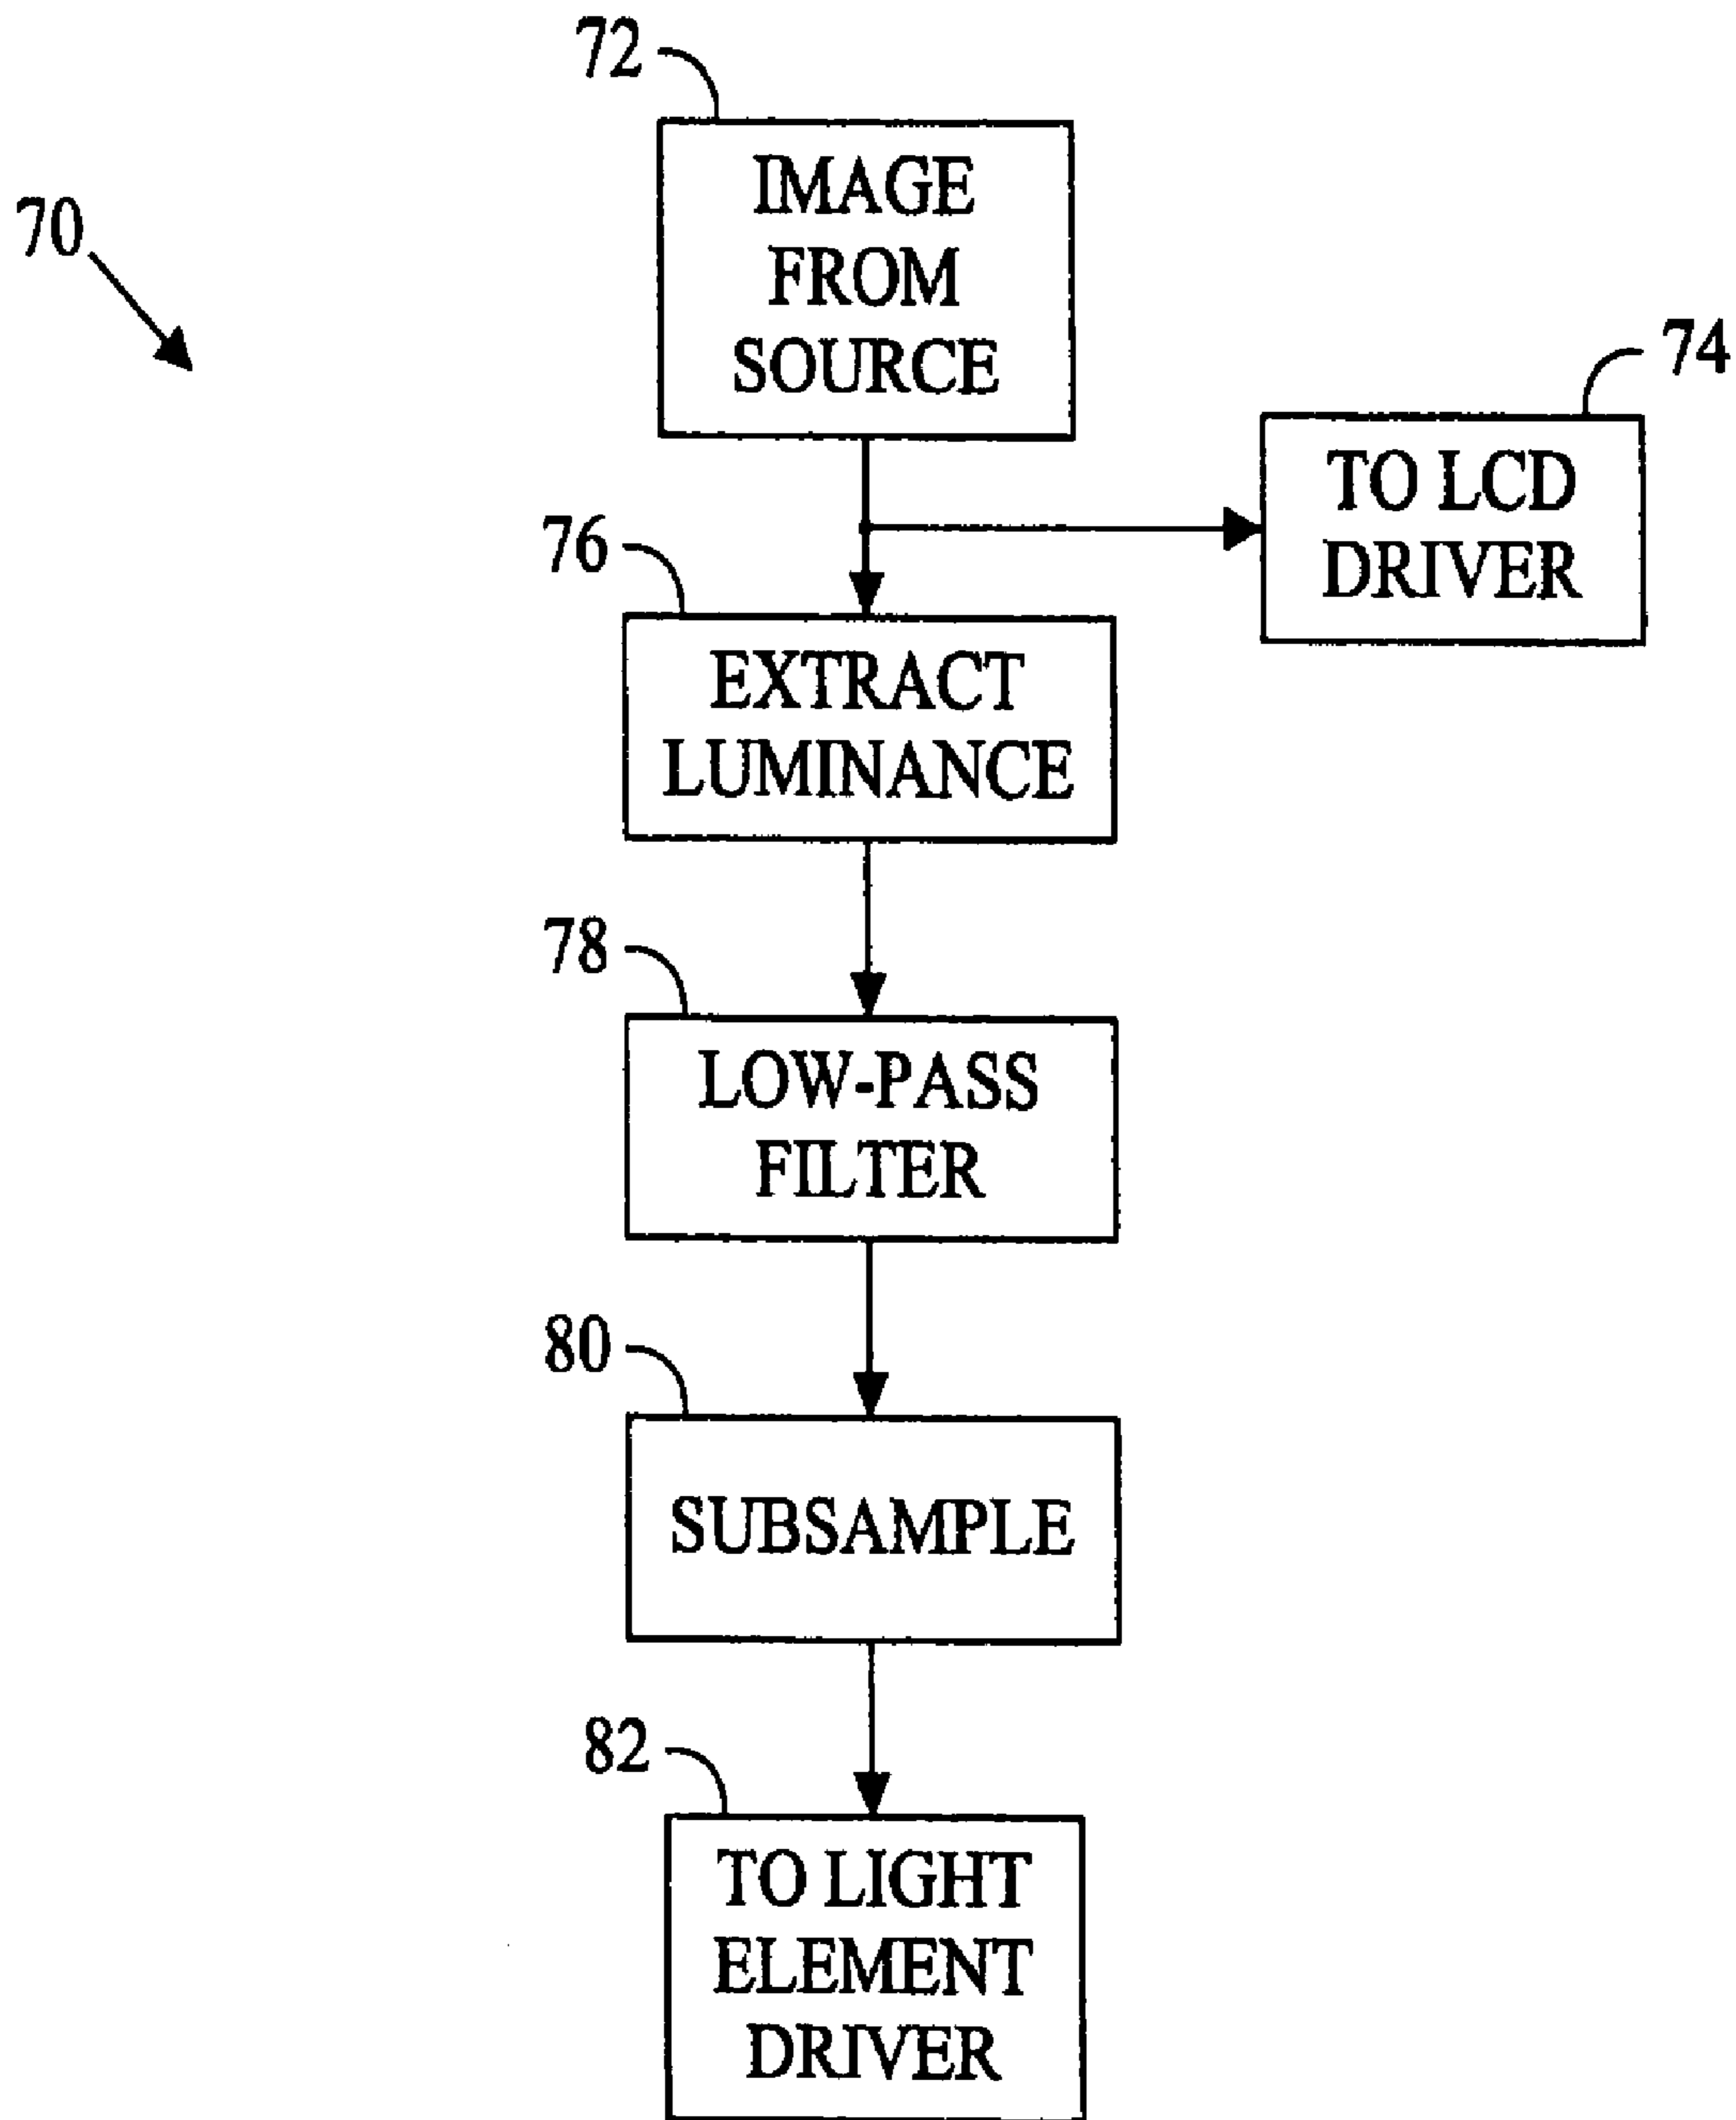 72
IMAGE
FROM
SOURCE
70
74
TO LCD
DRIVER
76
EXTRACT
LUMINANCE
78
LOW-PASS
FILTER
80
SUBSAMPLE
82
TO LIGHT
ELEMENT
DRIVER